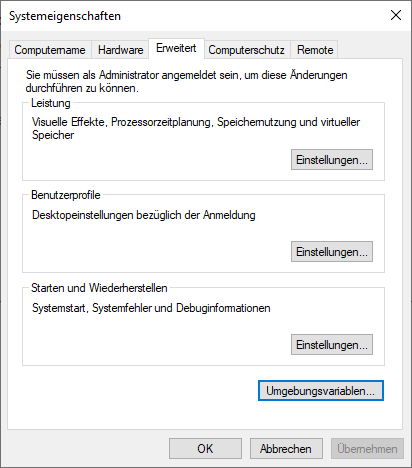 Systemeigenschaften
Computername Hardware Erweitert Computerschutz Remote
Sie müssen als Administrator angemeldet sein, um diese Änderungen
durchführen zu können.
Leistung
Visuelle Effekte, Prozessorzeitplanung, Speichernutzung und virtueller
Speicher
Einstellungen...
Benutzerprofile
Desktopeinstellungen bezüglich der Anmeldung
Einstellungen...
Starten und Wiederherstellen
Systemstart, Systemfehler und Debuginformationen
Einstellungen...
Umgebungsvariablen...
OK Abbrechen Übernehmen